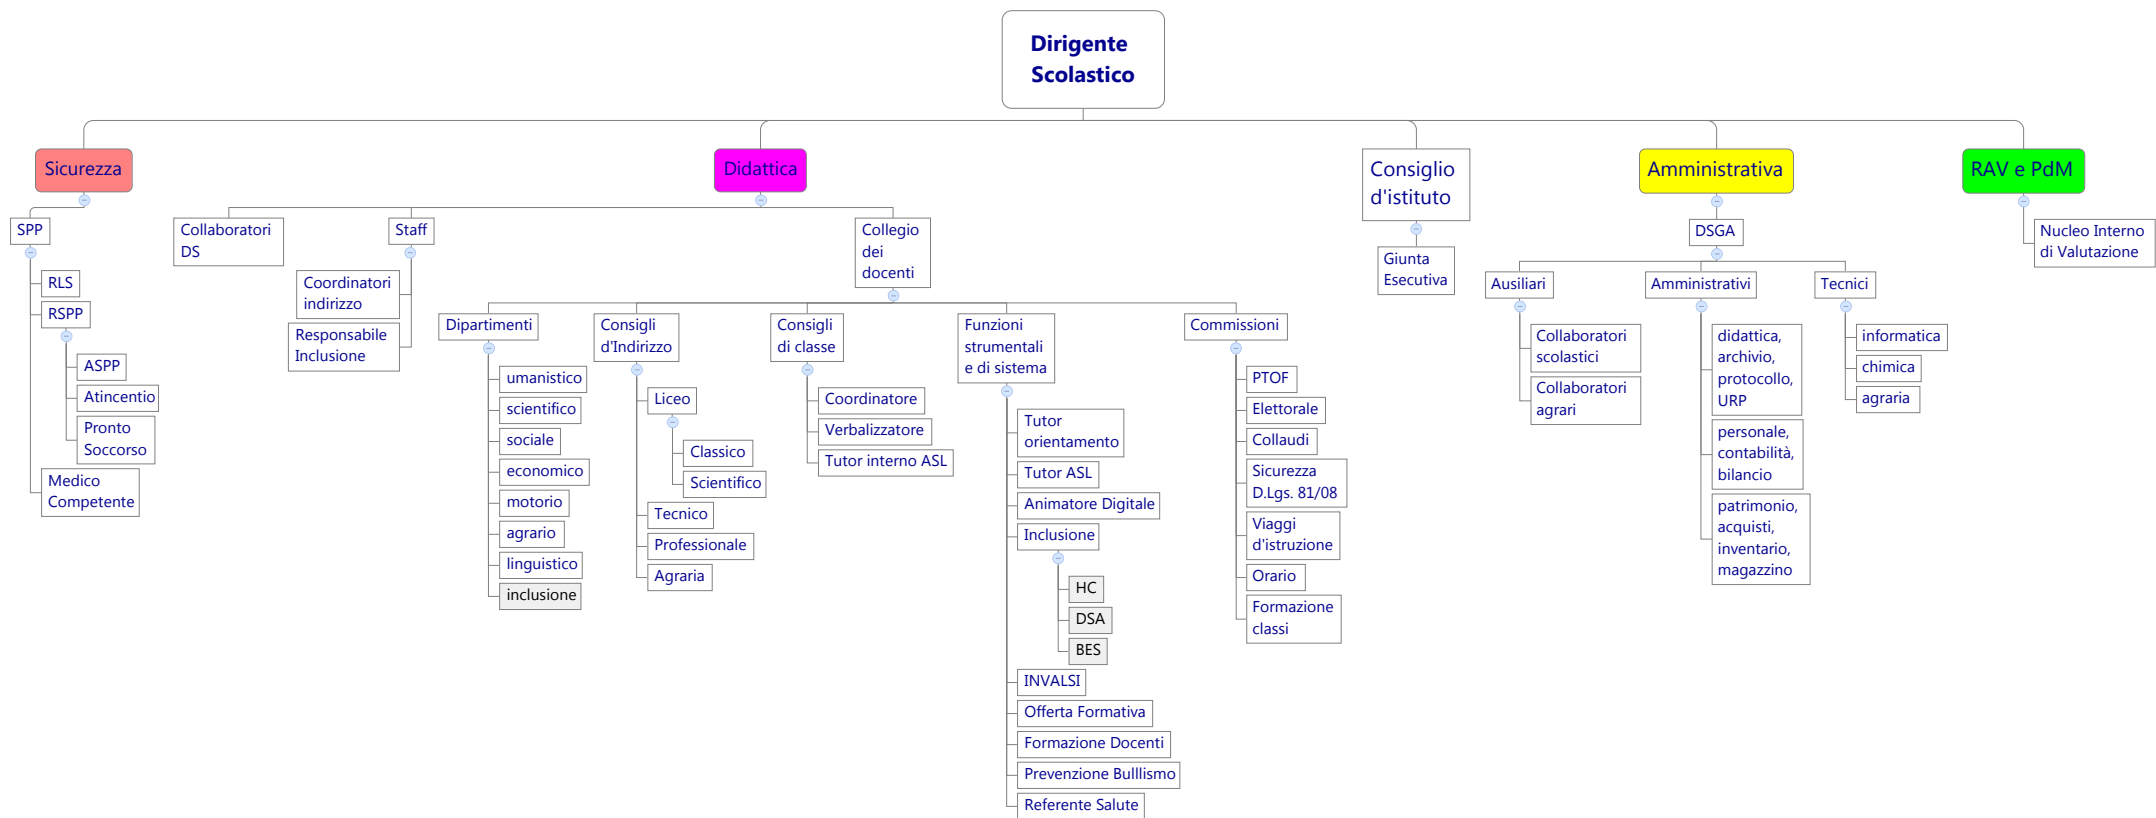 Dirigente
Scolastico
Sicurezza
SPP
RLS
RSPP
ASPP
Atincentio
Pronto
Soccorso
Medico
Competente
Didattica
Collaboratori
DS
Staff
Coordinatori
indirizzo
Responsabile
Inclusione
Collegio
dei
docenti
Dipartimenti
umanistico
scientifico
sociale
economico
motorio
agrario
linguistico
inclusione
Consigli
d'Indirizzo
Liceo
Classico
Scientifico
Tecnico
Professionale
Agraria
Consigli
di classe
Coordinatore
Verbalizzatore
Tutor interno ASL
Funzioni
strumentali
e di sistema
Tutor
orientamento
Tutor ASL
Animatore Digitale
Inclusione
HC
DSA
BES
INVALSI
Offerta Formativa
Formazione Docenti
Prevenzione Bulllismo
Referente Salute
Commissioni
PTOF
Elettorale
Collaudi
Sicurezza
D.Lgs. 81/08
Viaggi
d'istruzione
Orario
Formazione
classi
Consiglio
d'istituto
Giunta
Esecutiva
Amministrativa
DSGA
Ausiliari
Collaboratori
scolastici
Collaboratori
agrari
Amministrativi
didattica,
archivio,
protocollo,
URP
personale,
contabilità,
bilancio
patrimonio,
acquisti,
inventario,
magazzino
Tecnici
informatica
chimica
agraria
RAV e PdM
Nucleo Interno
di Valutazione